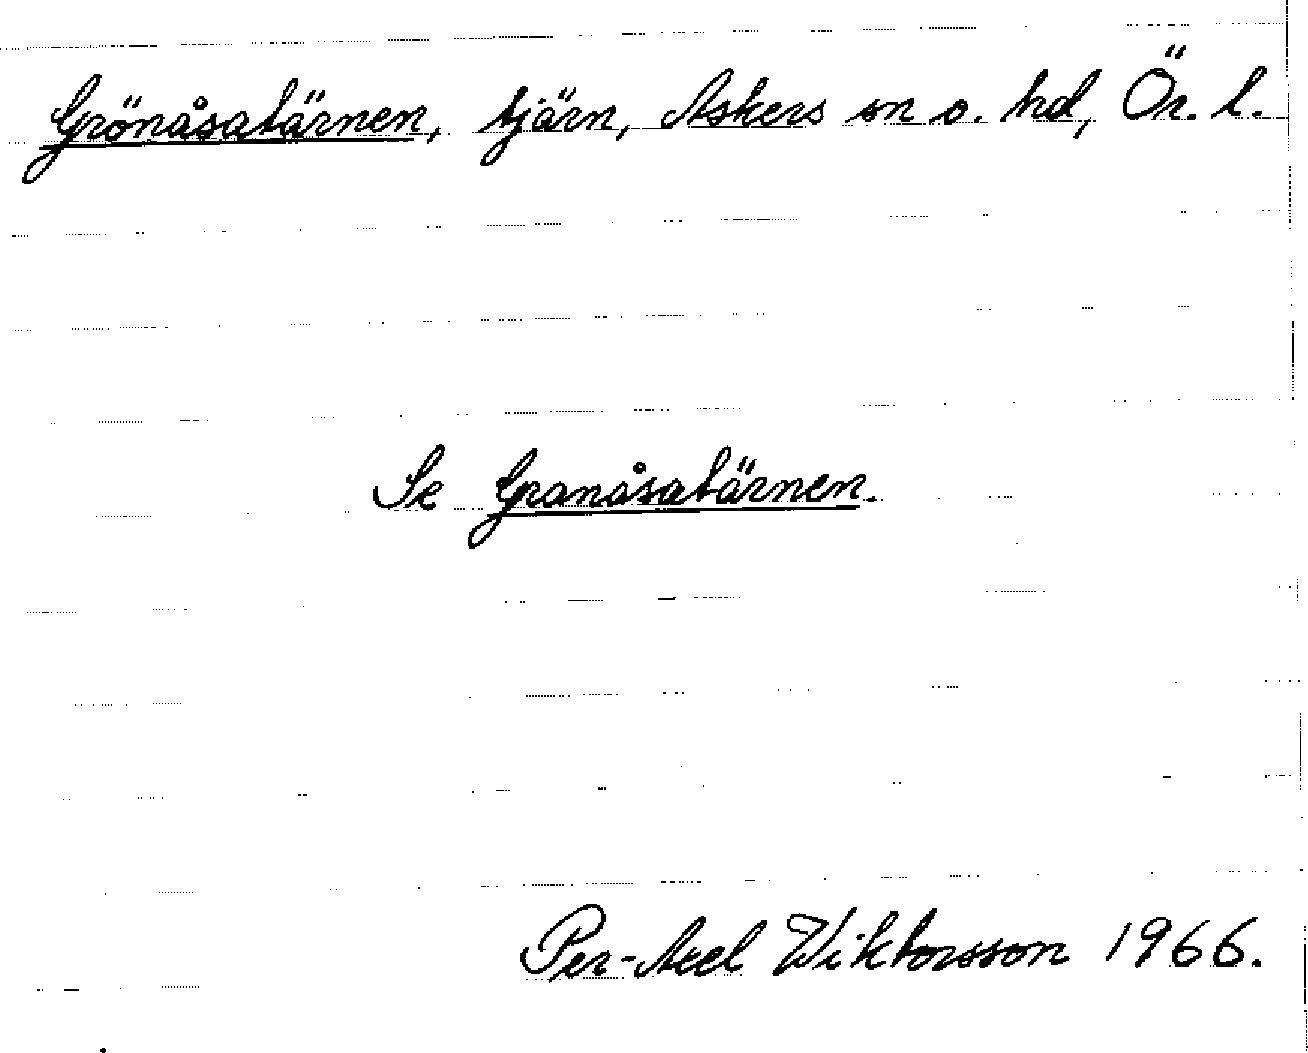 Grönåsatärnen, tjärn, Askers sn o. hd, Ör. l.
Se Granåsatärnen.
Per-Axel Wiktorsson 1966.